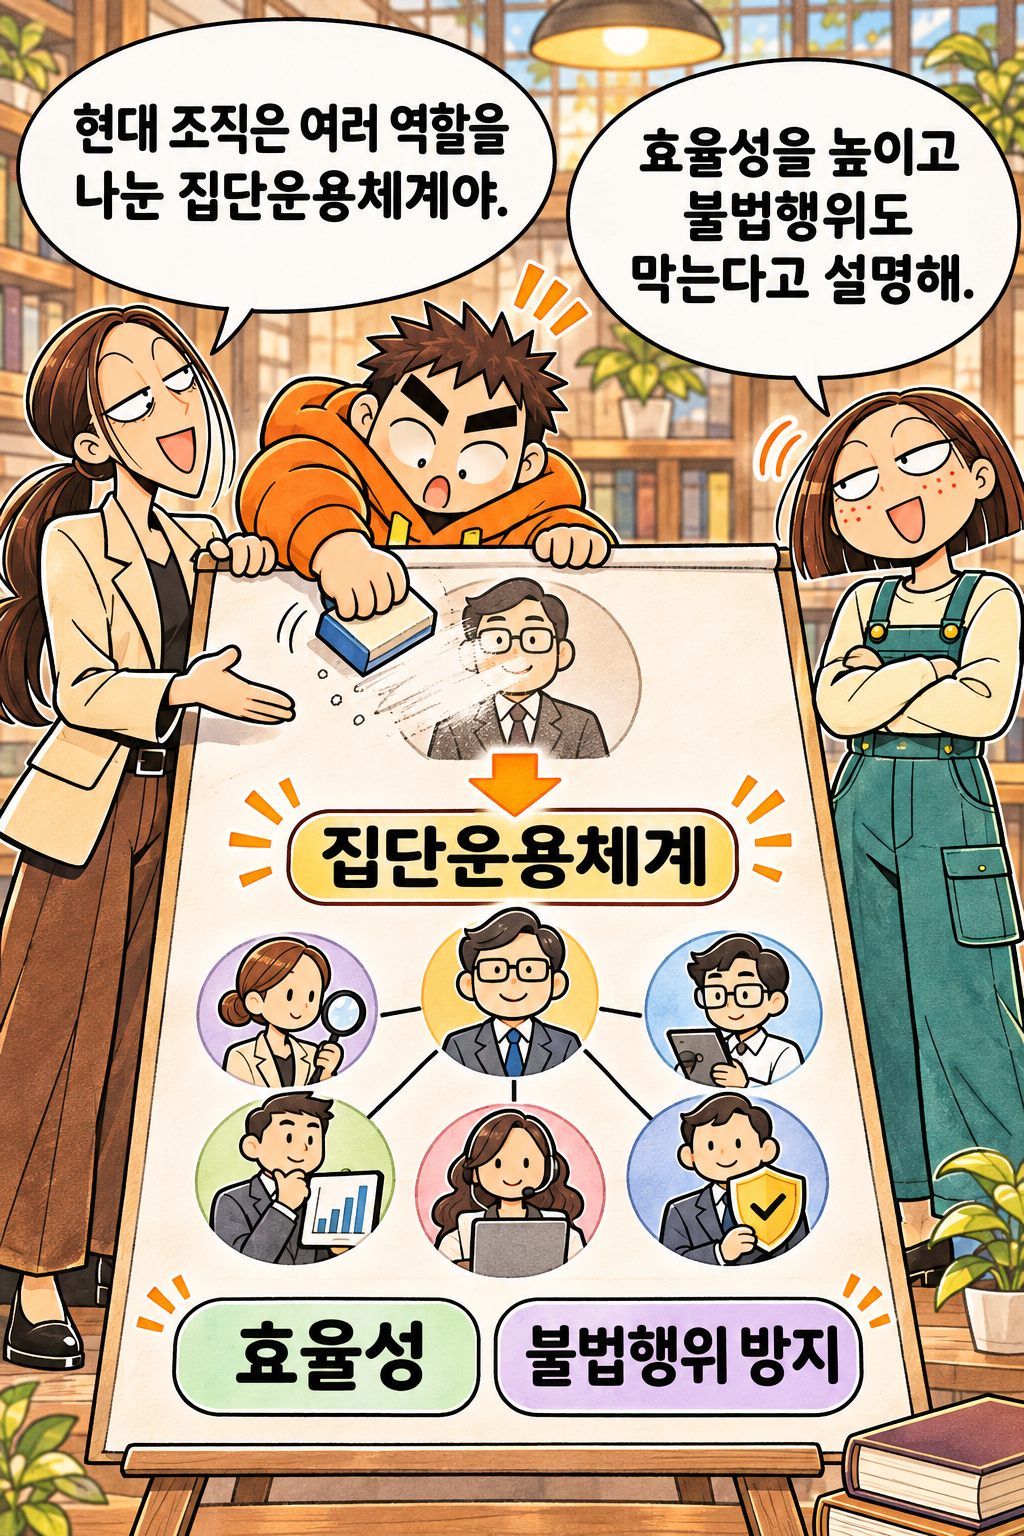 현대 조직은 여러 역할을
나눈 집단운용체계야.
효율성을 높이고
불법행위도
막는다고 설명해.
집단운용체계
효율성
불법행위 방지